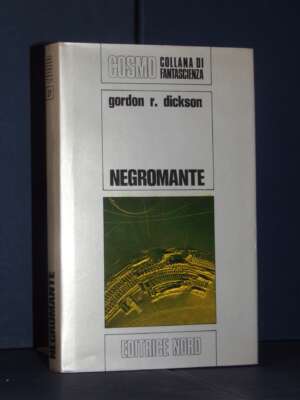 COSMO COLLANA DI
FANTASCIENZA
gordon r. dickson
NEGROMANTE
EDITRICE NORD
NEGROMANTE